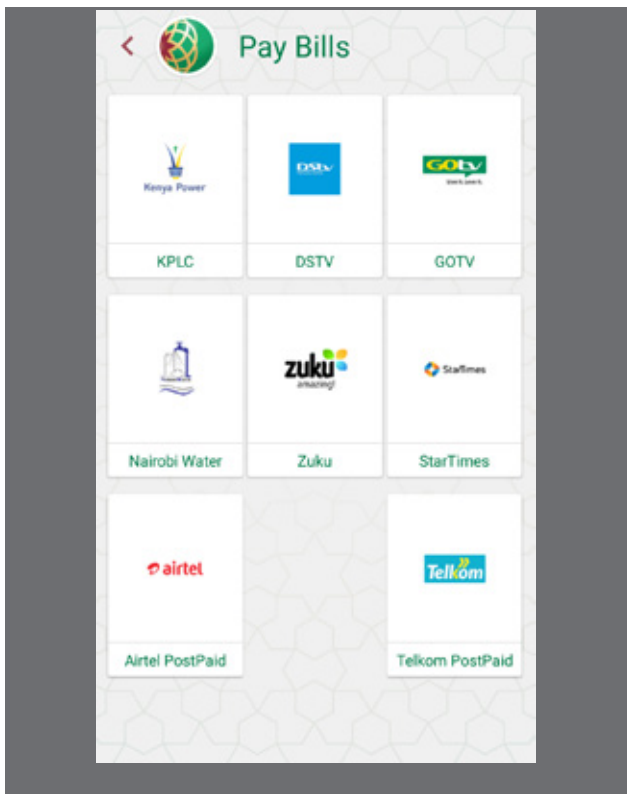 Pay Bills
Kenya Power
DStv
GOtv
KPLC
DSTV
GOTV
zuku
amazing!
StarTimes
Nairobi Water
Zuku
StarTimes
airtel
Telkom
Airtel PostPaid
Telkom PostPaid